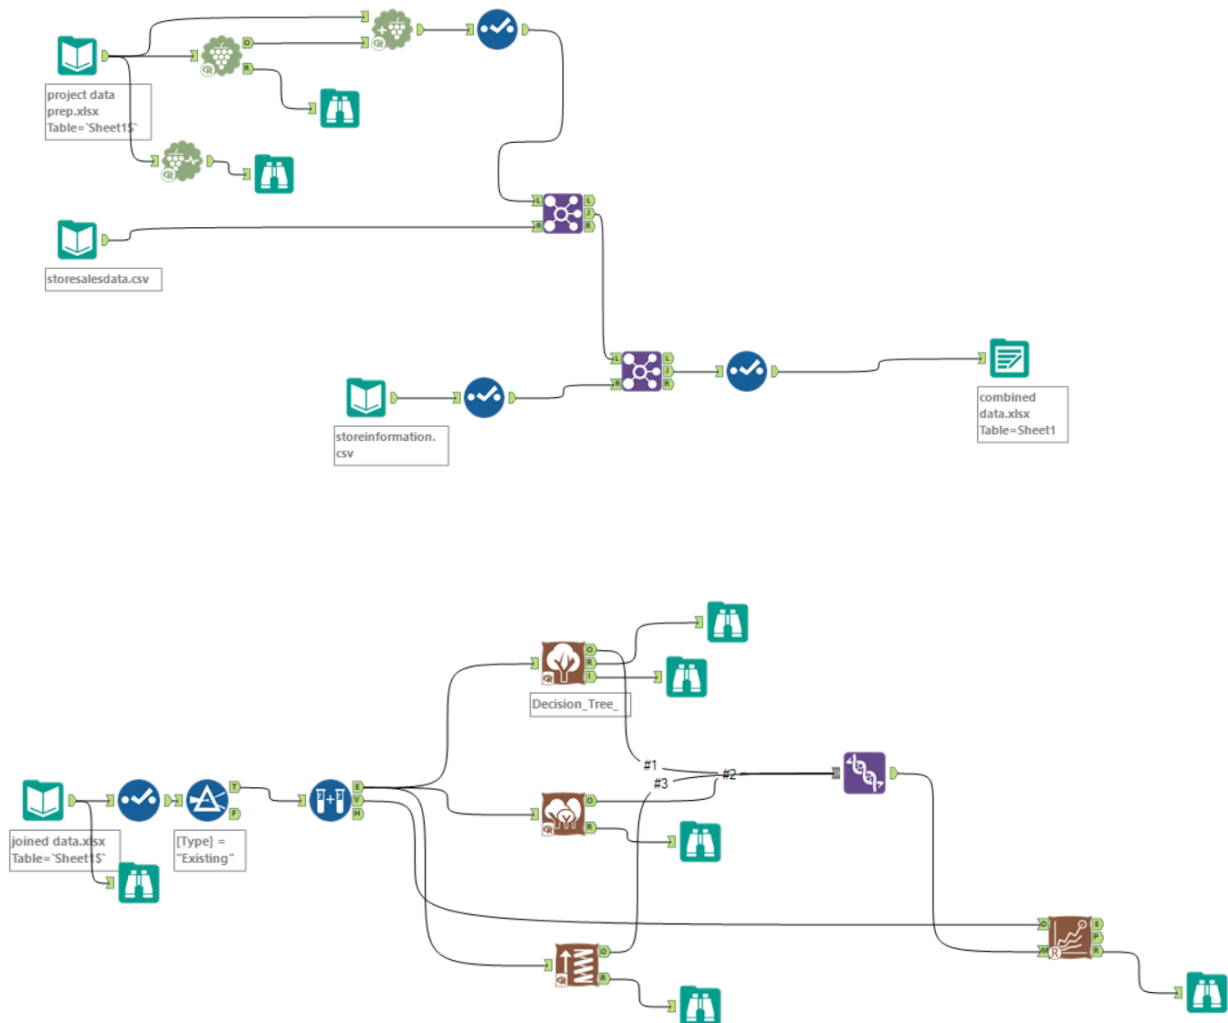 project data
prep.xlsx
Table=`Sheet1$`
storesalesdata.csv
storeinformation.
csv
combined
data.xlsx
Table=Sheet1
Decision_Tree_
#1
#2
#3
joined data.xlsx
Table=`Sheet1$`
[Type] =
"Existing"
O
R
L
R
L
J
R
L
R
L
J
R
O
R
I
T
F
E
V
H
O
R
O
R
D
M
E
P
R
R